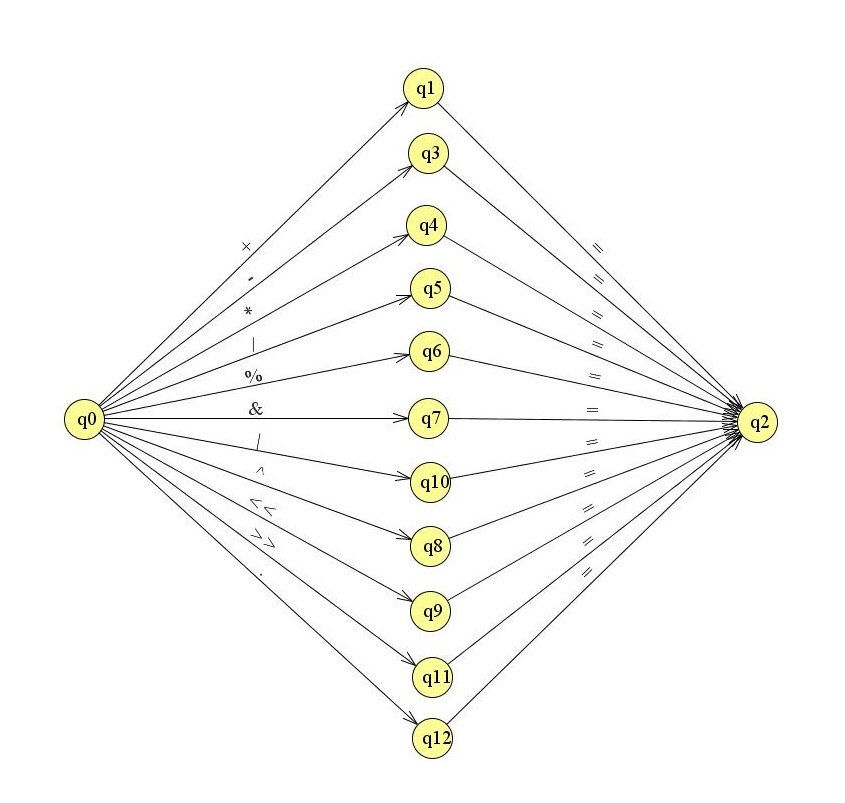 q1
q3
q4
q5
q6
q0
q7
q2
q10
q8
q9
q11
q12
+
-
*
%
&
|
^
<<
>>
.
=
=
=
=
=
=
=
=
=
=
=